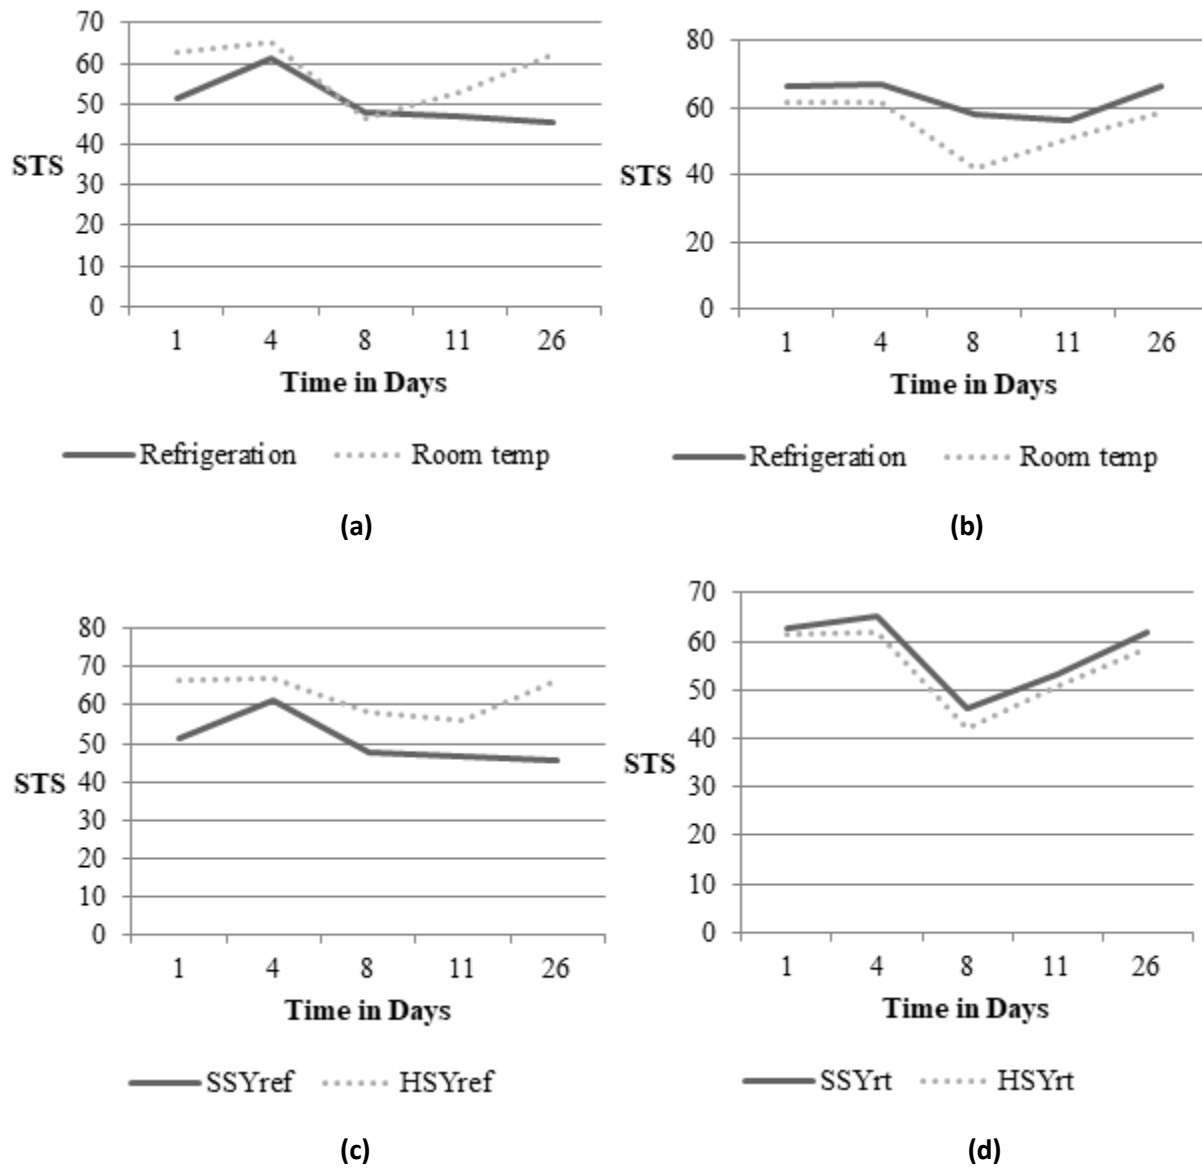 70
60
50
40
30
20
10
0
STS
1 4 8 11 26
Time in Days
Refrigeration Room temp
(a)
80
60
40
20
0
STS
1 4 8 11 26
Time in Days
Refrigeration Room temp
(b)
80
70
60
50
40
30
20
10
0
STS
1 4 8 11 26
Time in Days
SSYref HSYref
(c)
70
60
50
40
30
20
10
0
STS
1 4 8 11 26
Time in Days
SSYrt HSYrt
(d)